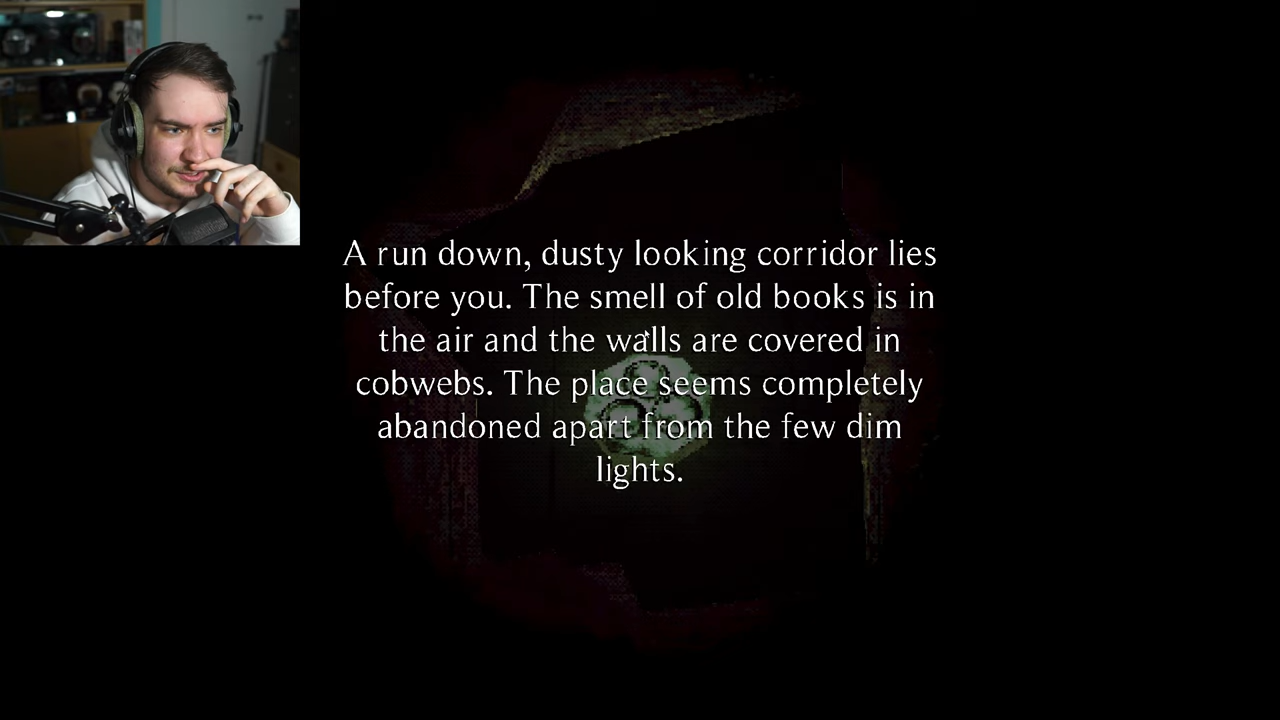 A run down, dusty looking corridor lies
before you. The smell of old books is in
the air and the walls are covered in
cobwebs. The place seems completely
abandoned apart from the few dim
lights.